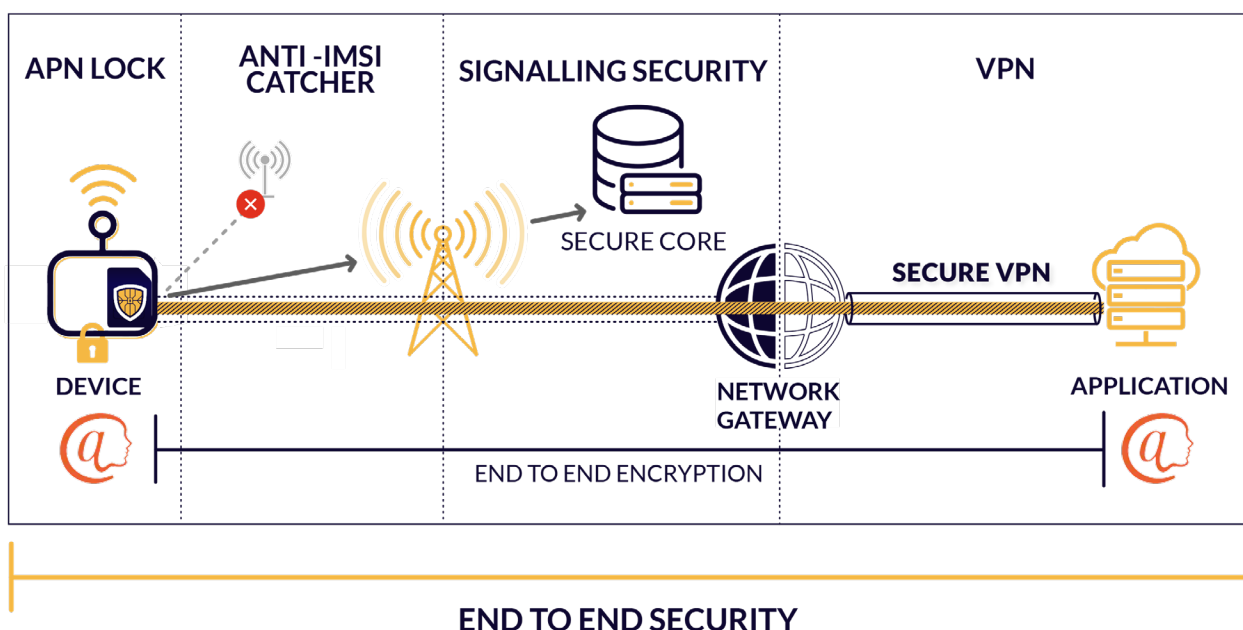 APN LOCK
ANTI -IMSI
CATCHER
SIGNALLING SECURITY
VPN
SECURE CORE
SECURE VPN
DEVICE
NETWORK
GATEWAY
APPLICATION
@
@
END TO END ENCRYPTION
END TO END SECURITY